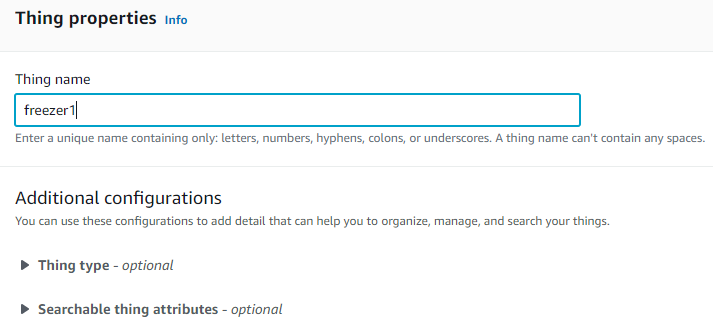 Thing properties Info
Thing name
freezer1
Enter a unique name containing only: letters, numbers, hyphens, colons, or underscores. A thing name can't contain any spaces.
Additional configurations
You can use these configurations to add detail that can help you to organize, manage, and search your things.
Thing type - optional
Searchable thing attributes - optional